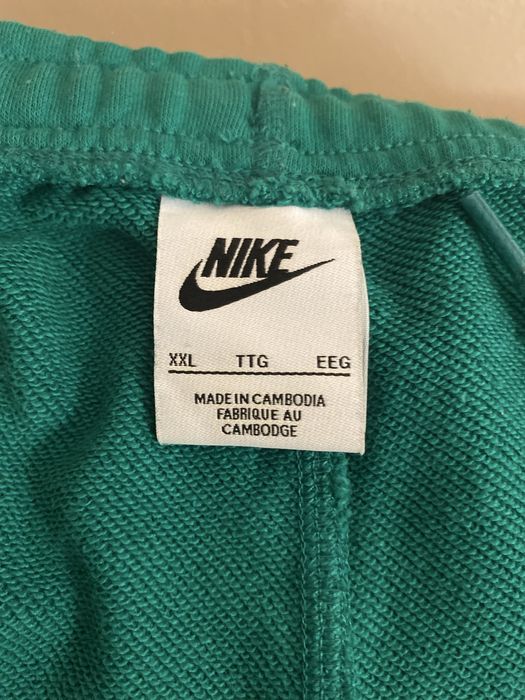 NIKE
XXL TTG EEG
MADE IN CAMBODIA
FABRIQUE AU
CAMBODGE